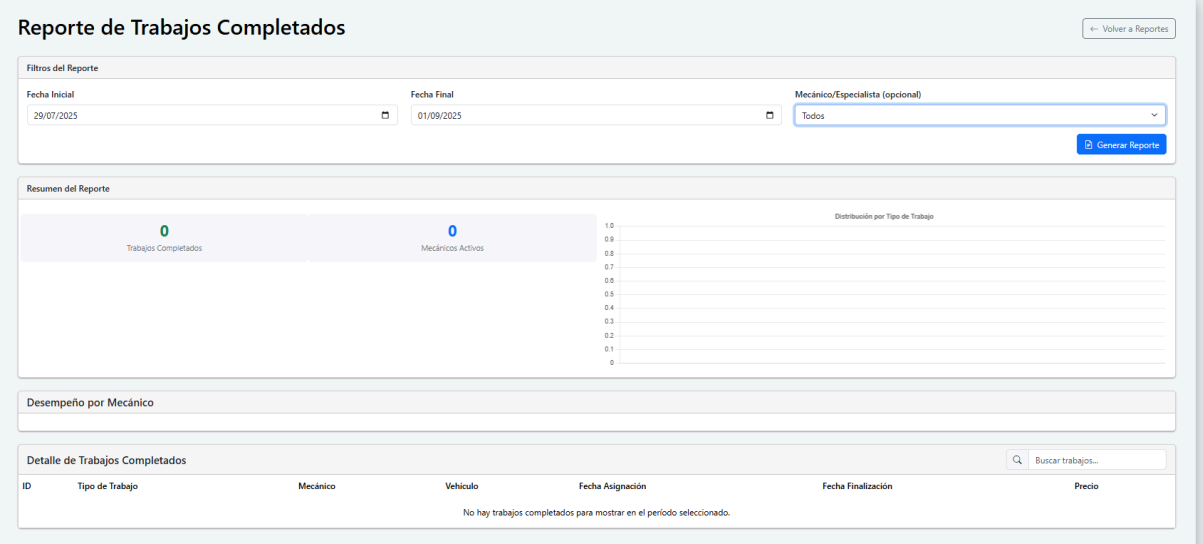 Reporte de Trabajos Completados
← Volver a Reportes
Filtros del Reporte
Fecha Inicial
Fecha Final
Mecánico/Especialista (opcional)
29/07/2025
01/09/2025
Todos
Generar Reporte
Resumen del Reporte
0
Trabajos Completados
0
Mecánicos Activos
Distribución por Tipo de Trabajo
1.0
0.9
0.8
0.7
0.6
0.5
0.4
0.3
0.2
0.1
0
Desempeño por Mecánico
Detalle de Trabajos Completados
Buscar trabajos...
ID Tipo de Trabajo Mecánico Vehículo Fecha Asignación Fecha Finalización Precio
No hay trabajos completados para mostrar en el período seleccionado.